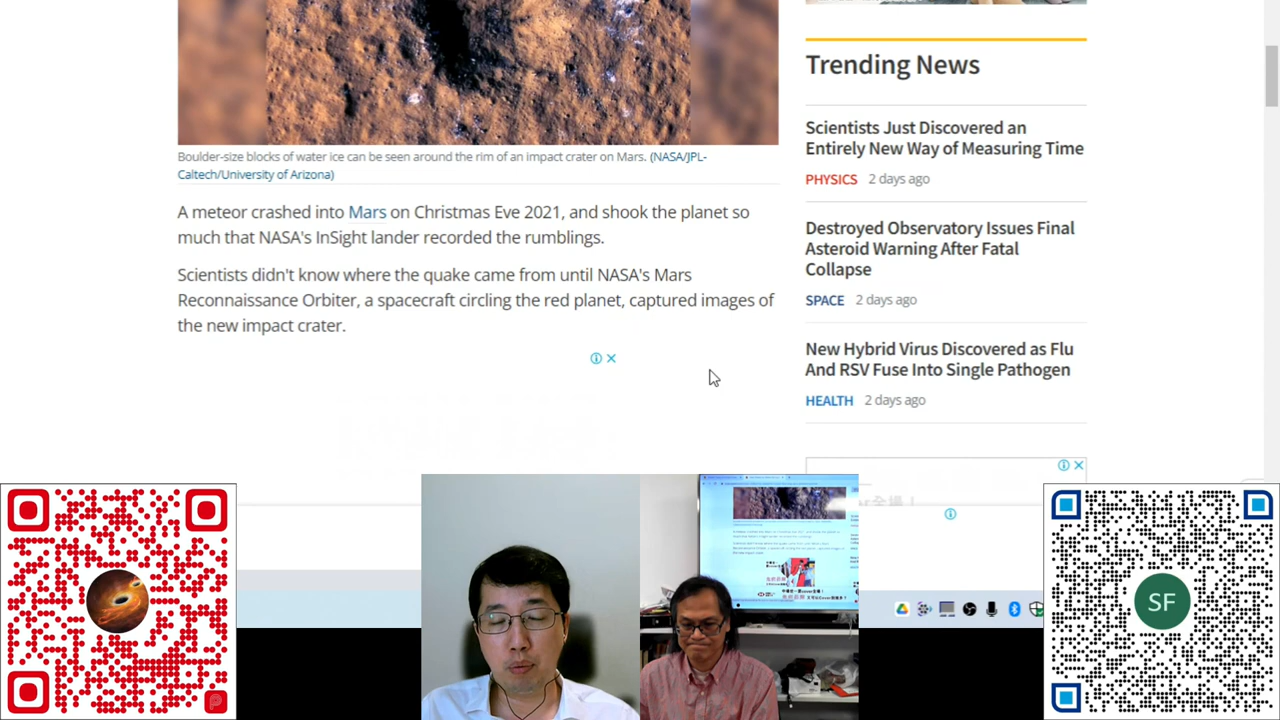 Boulder-size blocks of water ice can be seen around the rim of an impact crater on Mars. (NASA/JPL-
Caltech/University of Arizona)
A meteor crashed into Mars on Christmas Eve 2021, and shook the planet so
much that NASA's InSight lander recorded the rumblings.
Scientists didn't know where the quake came from until NASA's Mars
Reconnaissance Orbiter, a spacecraft circling the red planet, captured images of
the new impact crater.
Trending News
Scientists Just Discovered an
Entirely New Way of Measuring Time
PHYSICS 2 days ago
Destroyed Observatory Issues Final
Asteroid Warning After Fatal
Collapse
SPACE 2 days ago
New Hybrid Virus Discovered as Flu
And RSV Fuse Into Single Pathogen
HEALTH 2 days ago
SF